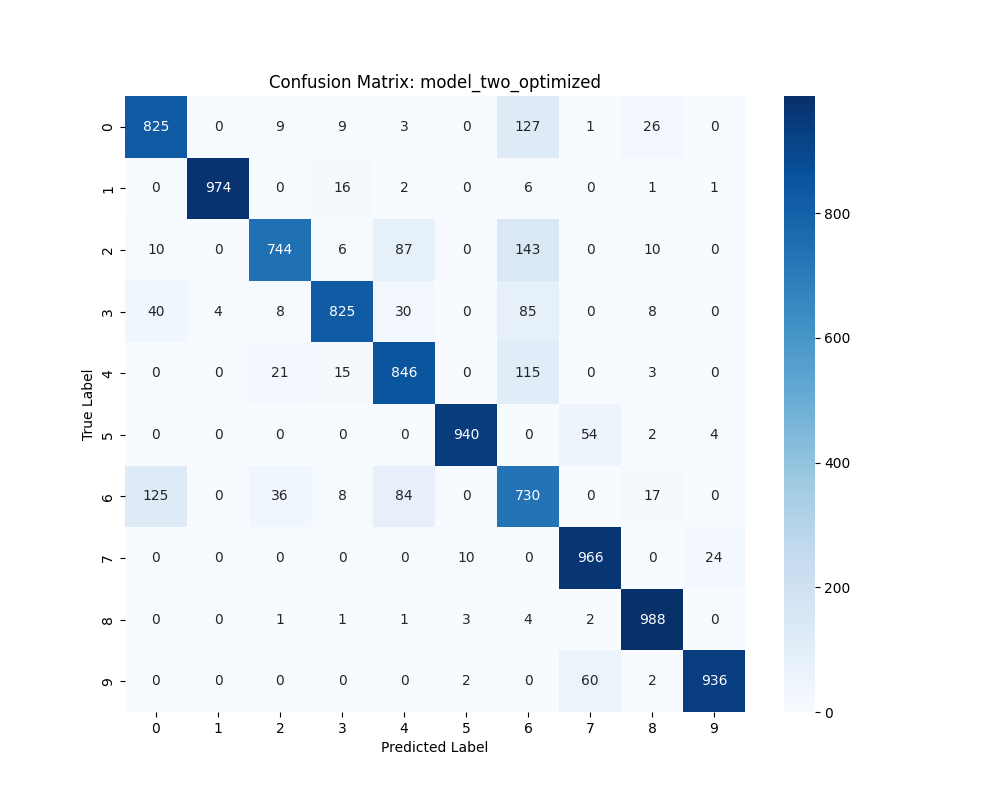 Confusion Matrix: model_two_optimized
0 825 0 9 9 3 0 127 1 26 0
1 0 974 0 16 2 0 6 0 1 1
2 10 0 744 6 87 0 143 0 10 0
3 40 4 8 825 30 0 85 0 8 0
4 0 0 21 15 846 0 115 0 3 0
5 0 0 0 0 0 940 0 54 2 4
6 125 0 36 8 84 0 730 0 17 0
7 0 0 0 0 0 10 0 966 0 24
8 0 0 1 1 1 3 4 2 988 0
9 0 0 0 0 0 2 0 60 2 936
0 1 2 3 4 5 6 7 8 9
Predicted Label
True Label
800
600
400
200
0